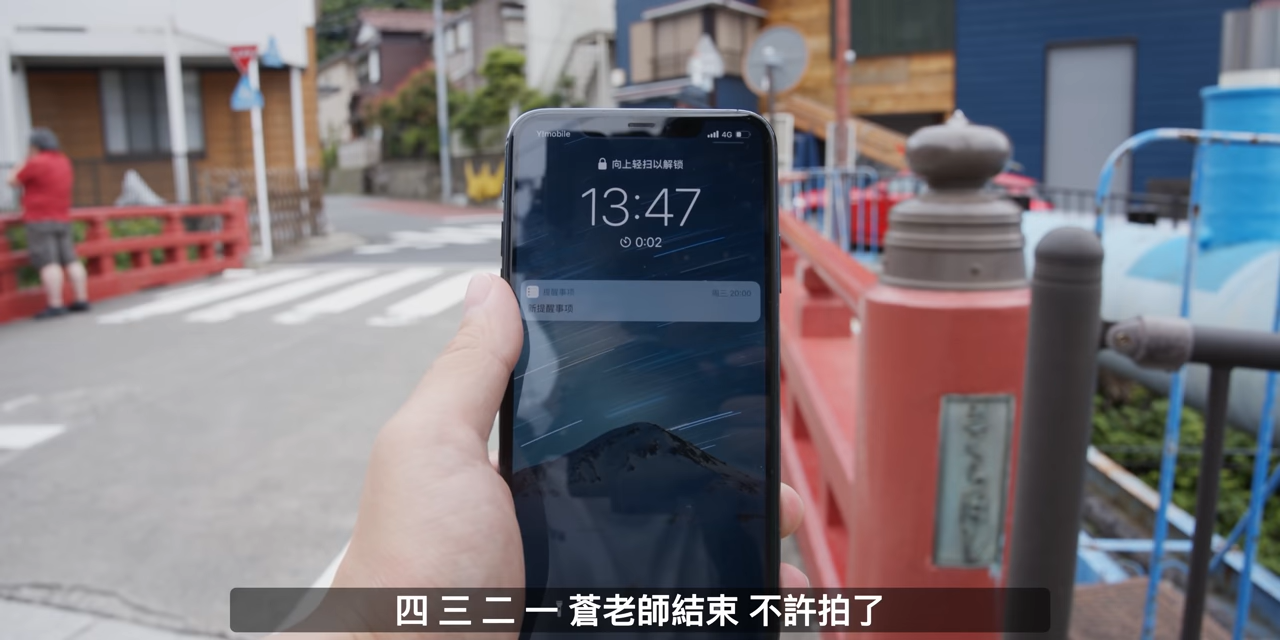 Y!mobile
4G
向上轻扫以解锁
13:47
0:02
提醒事项
周三 20:00
新提醒事项
四 三 二 一 蒼老師結束 不許拍了